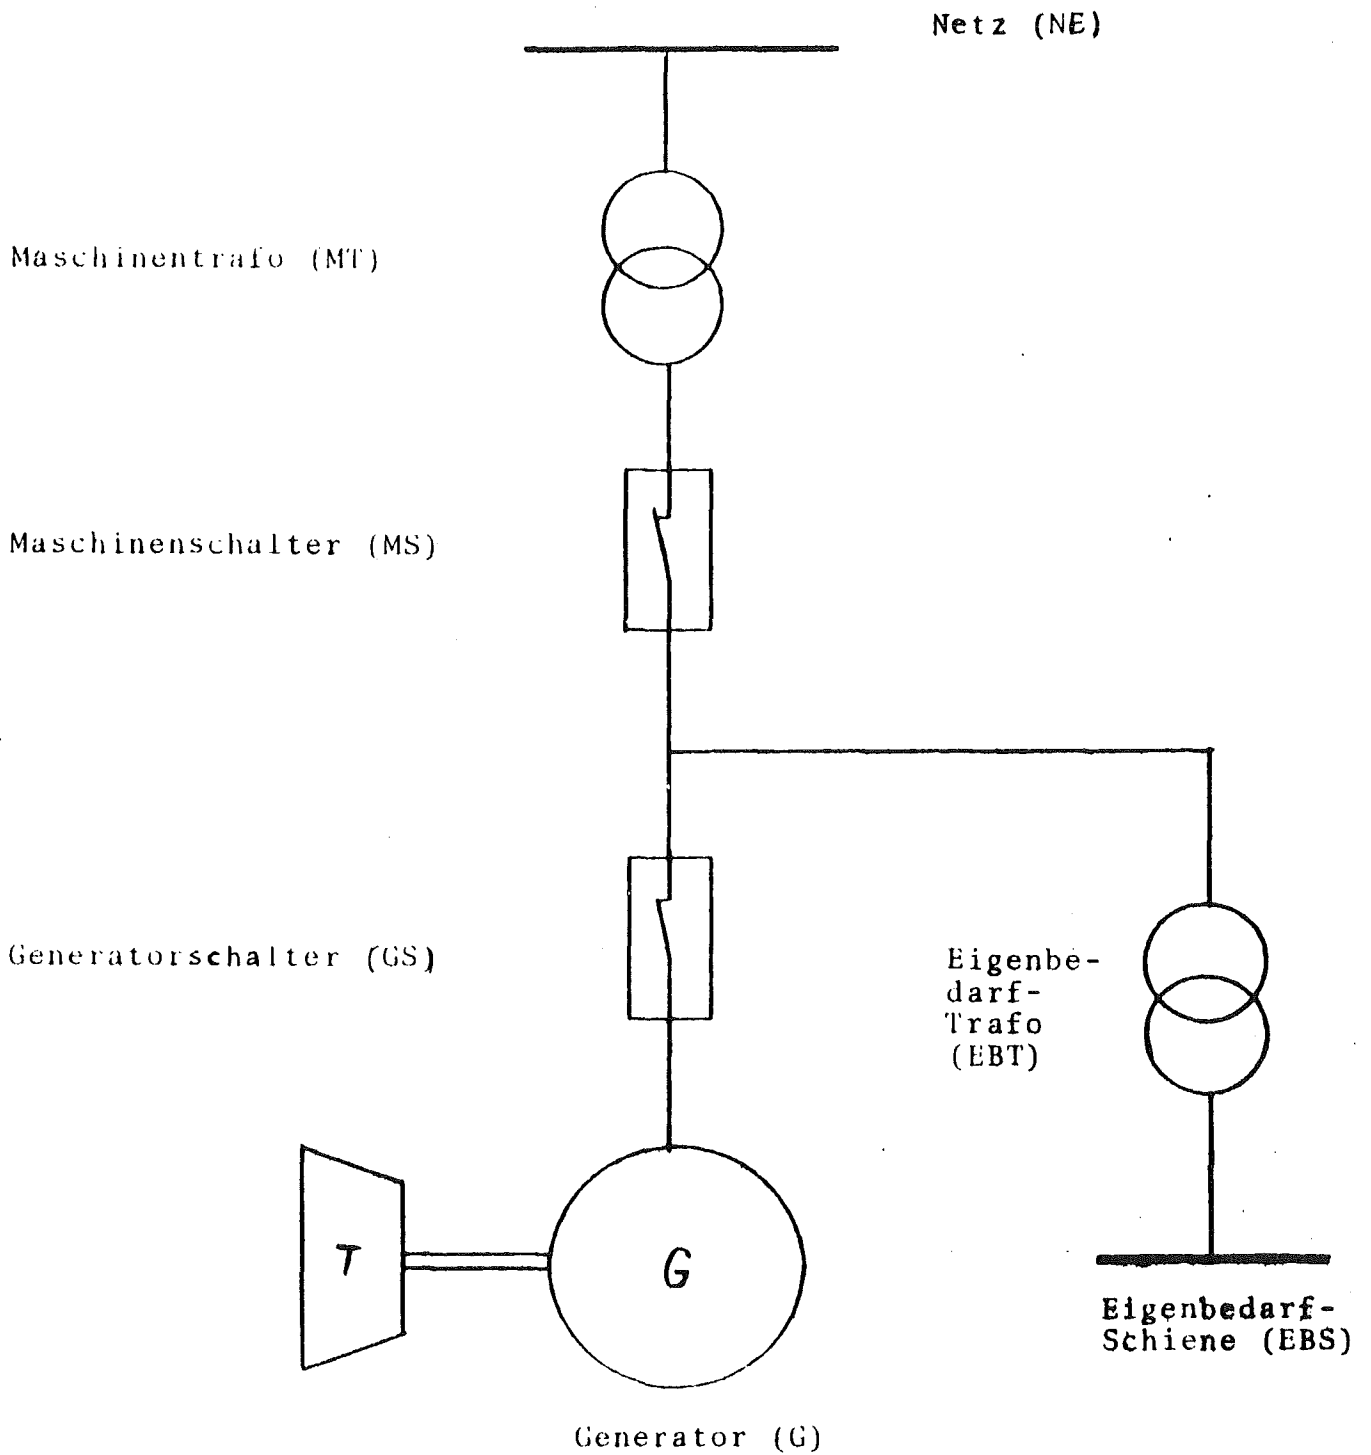 Netz (NE)
Maschinentrafo (MT)
Maschinenschalter (MS)
Generatorschalter (GS)
Eigenbe-
darf-
Trafo
(EBT)
T
G
Eigenbedarf-
Schiene (EBS)
Generator (G)